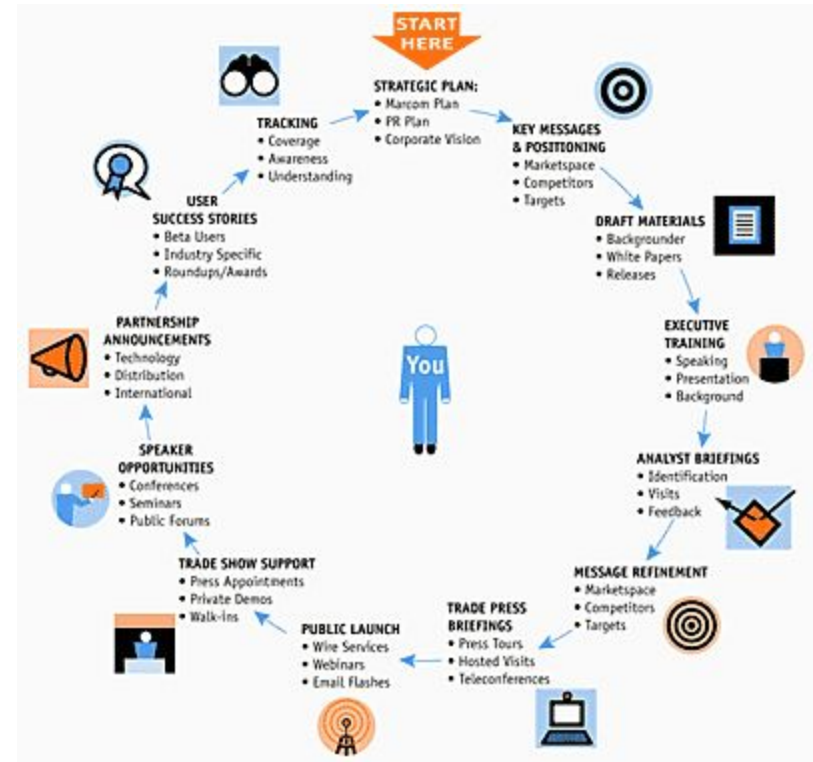 START
HERE
STRATEGIC PLAN:
• Marcom Plan
• PR Plan
• Corporate Vision
KEY MESSAGES
& POSITIONING
• Marketspace
• Competitors
• Targets
DRAFT MATERIALS
• Backgrounder
• White Papers
• Releases
EXECUTIVE
TRAINING
• Speaking
• Presentation
• Background
ANALYST BRIEFINGS
• Identification
• Visits
• Feedback
MESSAGE REFINEMENT
• Marketspace
• Competitors
• Targets
TRADE PRESS
BRIEFINGS
• Press Tours
• Hosted Visits
• Teleconferences
PUBLIC LAUNCH
• Wire Services
• Webinars
• Email Flashes
TRADE SHOW SUPPORT
• Press Appointments
• Private Demos
• Walk-ins
SPEAKER
OPPORTUNITIES
• Conferences
• Seminars
• Public Forums
PARTNERSHIP
ANNOUNCEMENTS
• Technology
• Distribution
• International
USER
SUCCESS STORIES
• Beta Users
• Industry Specific
• Roundups/Awards
TRACKING
• Coverage
• Awareness
• Understanding
You